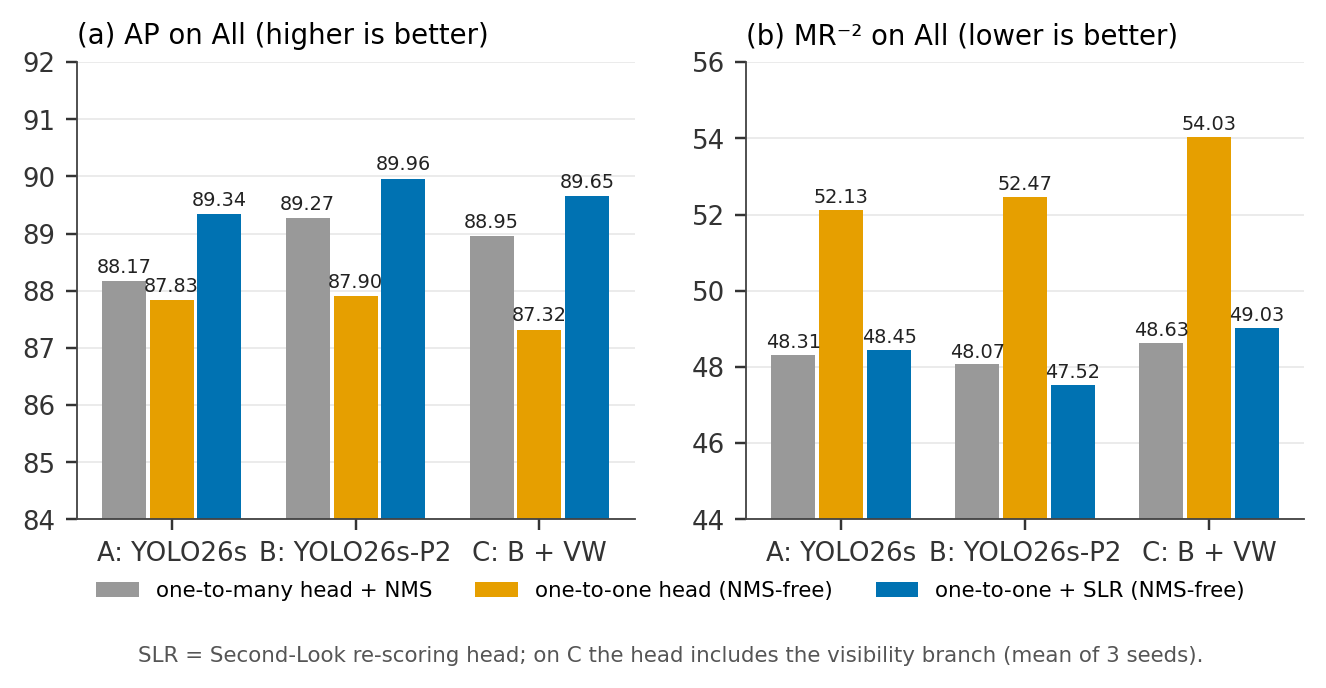 (a) AP on All (higher is better)
92
91
90
89
88
87
86
85
84
88.17
87.83
89.34
89.27
87.90
89.96
88.95
87.32
89.65
A: YOLO26s
B: YOLO26s-P2
C: B + VW
(b) MR⁻² on All (lower is better)
56
54
52
50
48
46
44
48.31
52.13
48.45
48.07
52.47
47.52
48.63
54.03
49.03
A: YOLO26s
B: YOLO26s-P2
C: B + VW
one-to-many head + NMS
one-to-one head (NMS-free)
one-to-one + SLR (NMS-free)
SLR = Second-Look re-scoring head; on C the head includes the visibility branch (mean of 3 seeds).